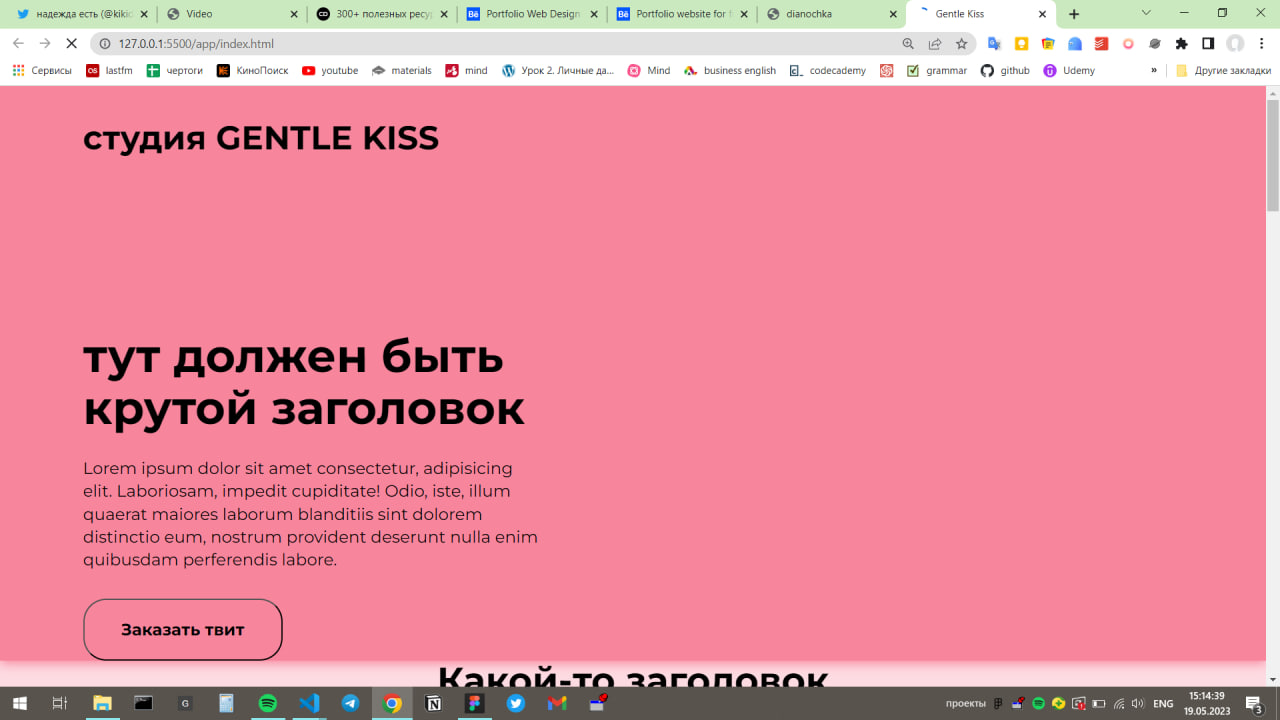 надежда есть (@kikic
Video
300+ полезных ресур
Portfolio Web Design
Portfolio website for f
dianochka
Gentle Kiss
127.0.0.1:5500/app/index.html
Сервисы
lastfm
чертоги
КиноПоиск
youtube
materials
mind
Урок 2. Личные да...
Mind
business english
codecademy
grammar
github
Udemy
»
Другие закладки
студия GENTLE KISS
тут должен быть
крутой заголовок
Lorem ipsum dolor sit amet consectetur, adipisicing
elit. Laboriosam, impedit cupiditate! Odio, iste, illum
quaerat maiores laborum blanditiis sint dolorem
distinctio eum, nostrum provident deserunt nulla enim
quibusdam perferendis labore.
Заказать твит
Какой-то заголовок
проекты
ENG
15:14:39
19.05.2023
3